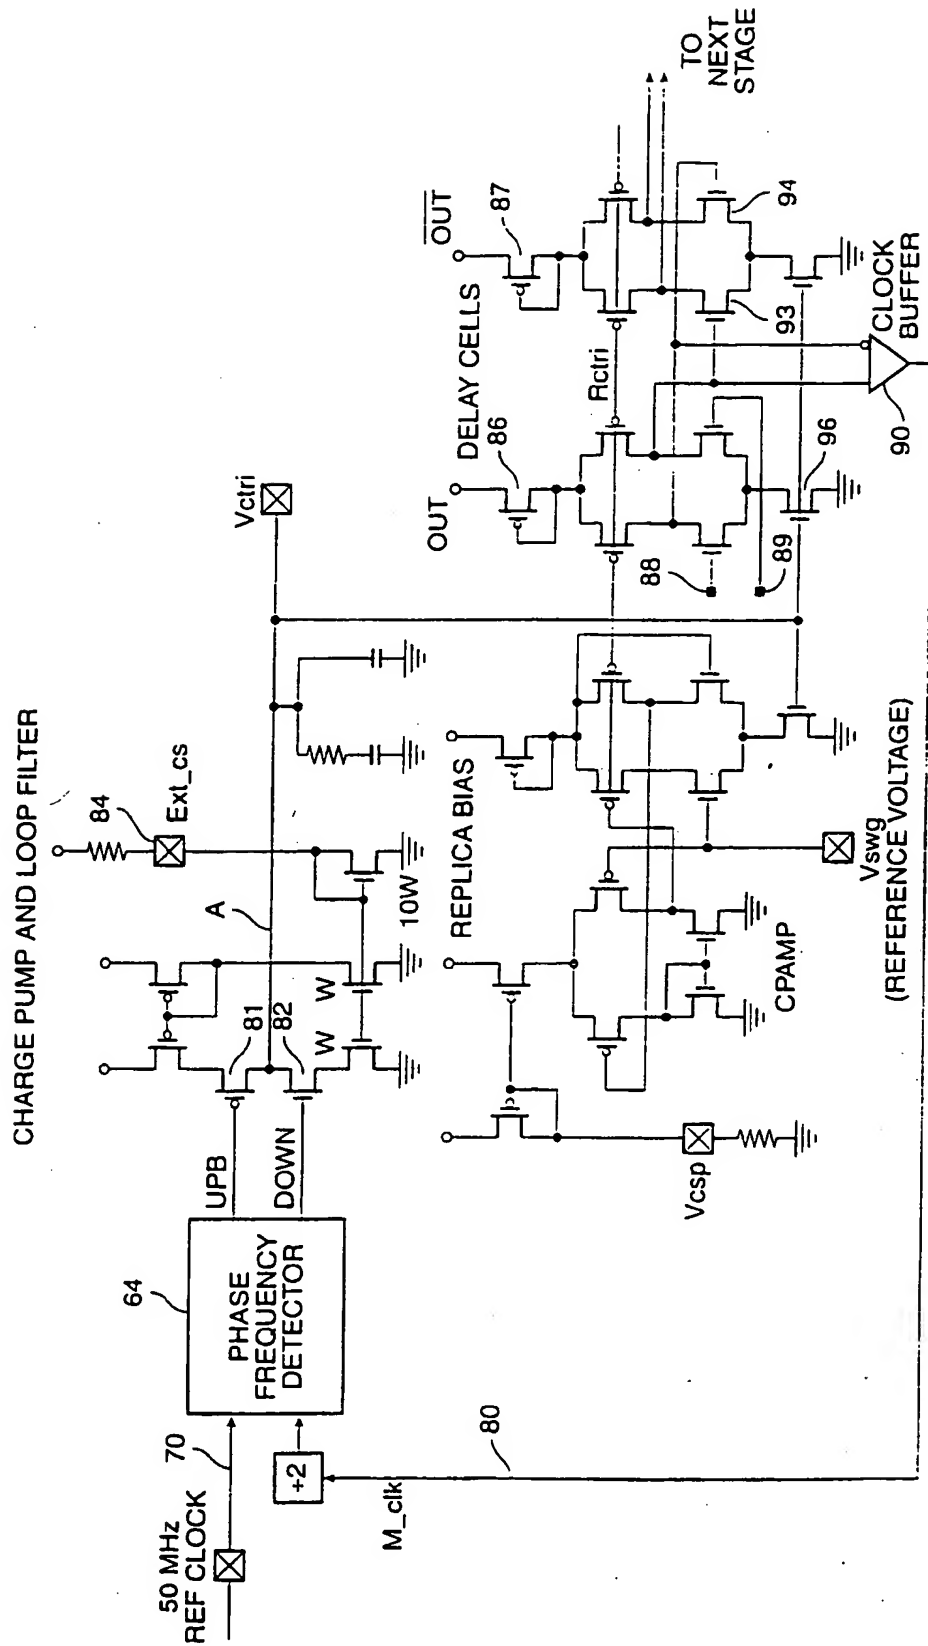 CHARGE PUMP AND LOOP FILTER
50 MHz
REF CLOCK
70
64
PHASE
FREQUENCY
DETECTOR
+2
M_clk
80
UPB
DOWN
81
82
W
W
10W
A
84
Ext_cs
Vctri
REPLICA BIAS
Vcsp
CPAMP
Vswg
(REFERENCE VOLTAGE)
DELAY CELLS
OUT
86
OUT
87
Rctri
88
89
96
93
94
90
CLOCK
BUFFER
TO
NEXT
STAGE